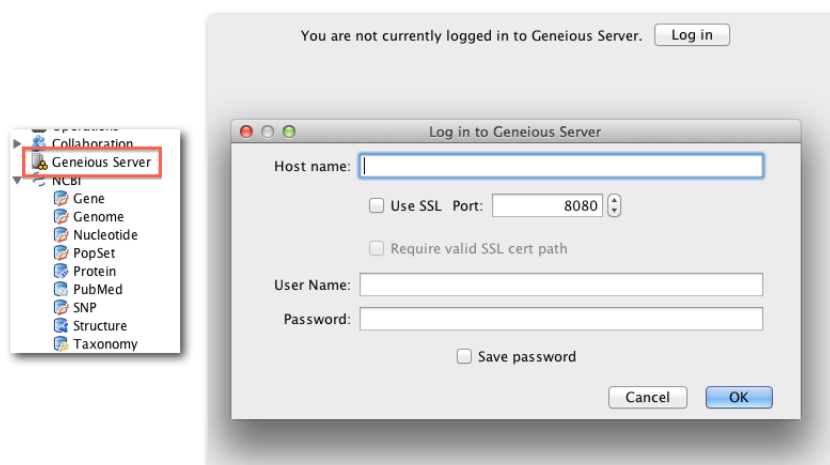 You are not currently logged in to Geneious Server. Log in
Operations
Collaboration
Geneious Server
NCBI
Gene
Genome
Nucleotide
PopSet
Protein
PubMed
SNP
Structure
Taxonomy
Log in to Geneious Server
Host name:
Use SSL Port: 8080
Require valid SSL cert path
User Name:
Password:
Save password
Cancel OK